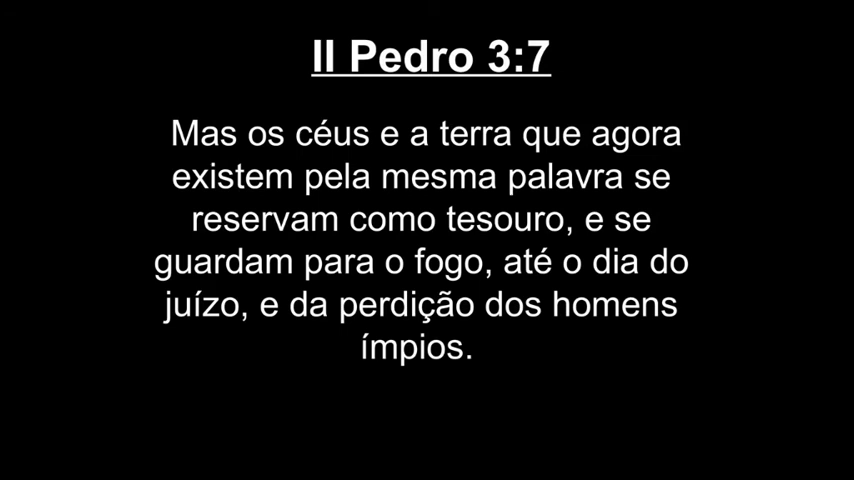 II Pedro 3:7
Mas os céus e a terra que agora
existem pela mesma palavra se
reservam como tesouro, e se
guardam para o fogo, até o dia do
juízo, e da perdição dos homens
ímpios.